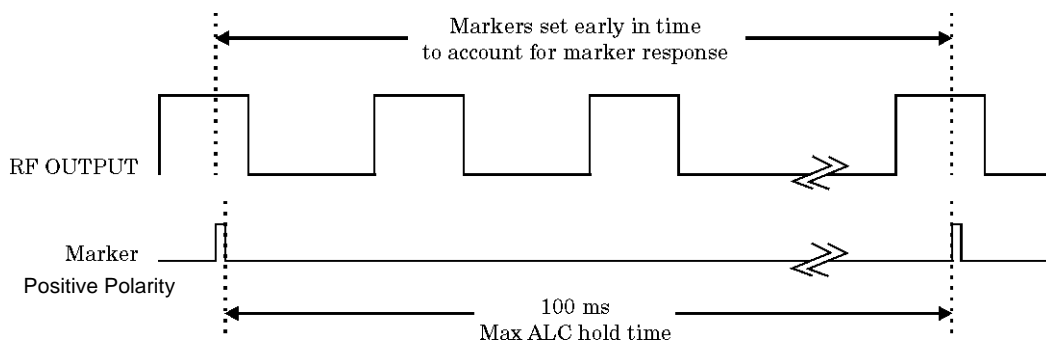 Markers set early in time
to account for marker response
RF OUTPUT
Marker
Positive Polarity
100 ms
Max ALC hold time